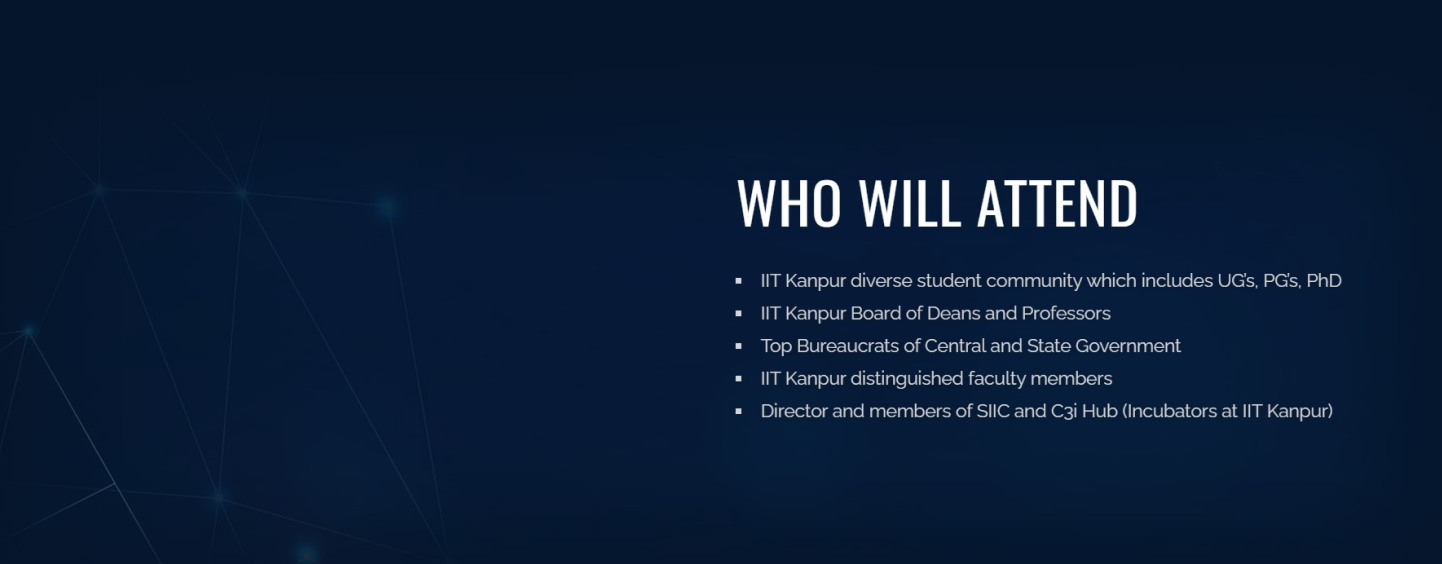 WHO WILL ATTEND
▪ IIT Kanpur diverse student community which includes UG's, PG's, PhD
▪ IIT Kanpur Board of Deans and Professors
▪ Top Bureaucrats of Central and State Government
▪ IIT Kanpur distinguished faculty members
▪ Director and members of SIIC and C3i Hub (Incubators at IIT Kanpur)